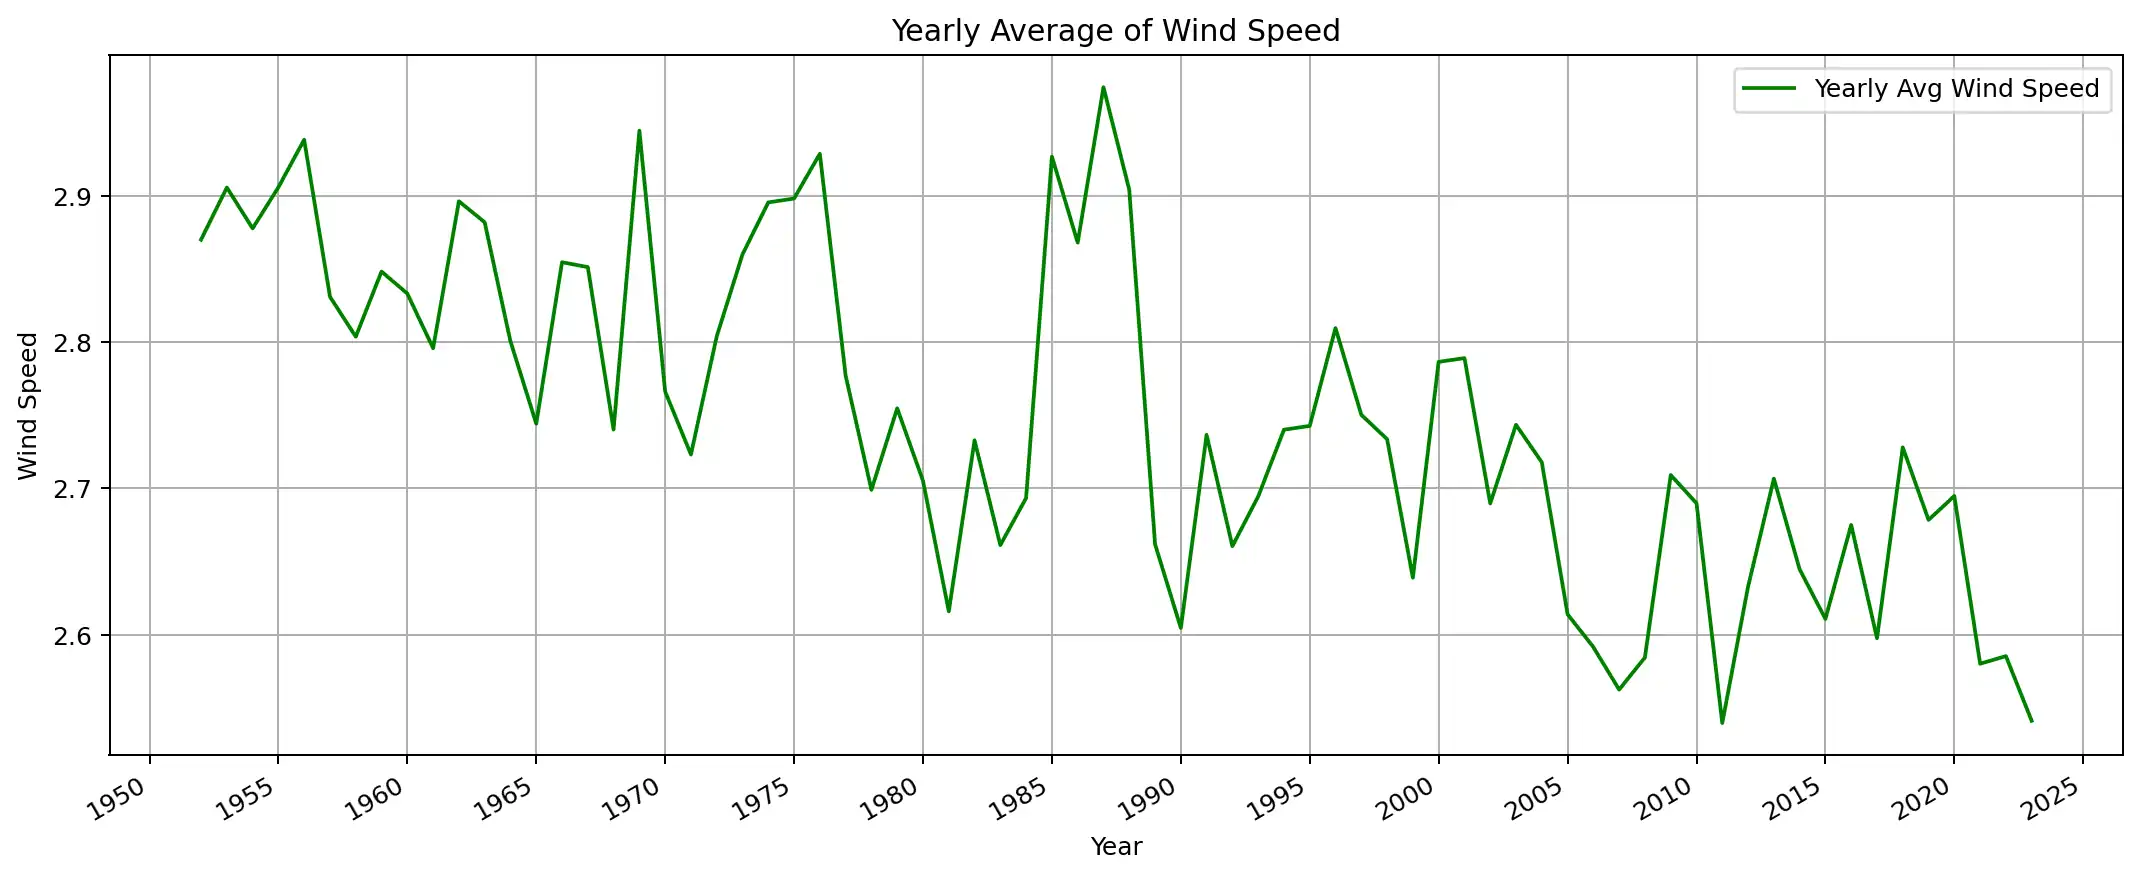 Yearly Average of Wind Speed
Yearly Avg Wind Speed
Wind Speed
2.9
2.8
2.7
2.6
1950 1955 1960 1965 1970 1975 1980 1985 1990 1995 2000 2005 2010 2015 2020 2025
Year